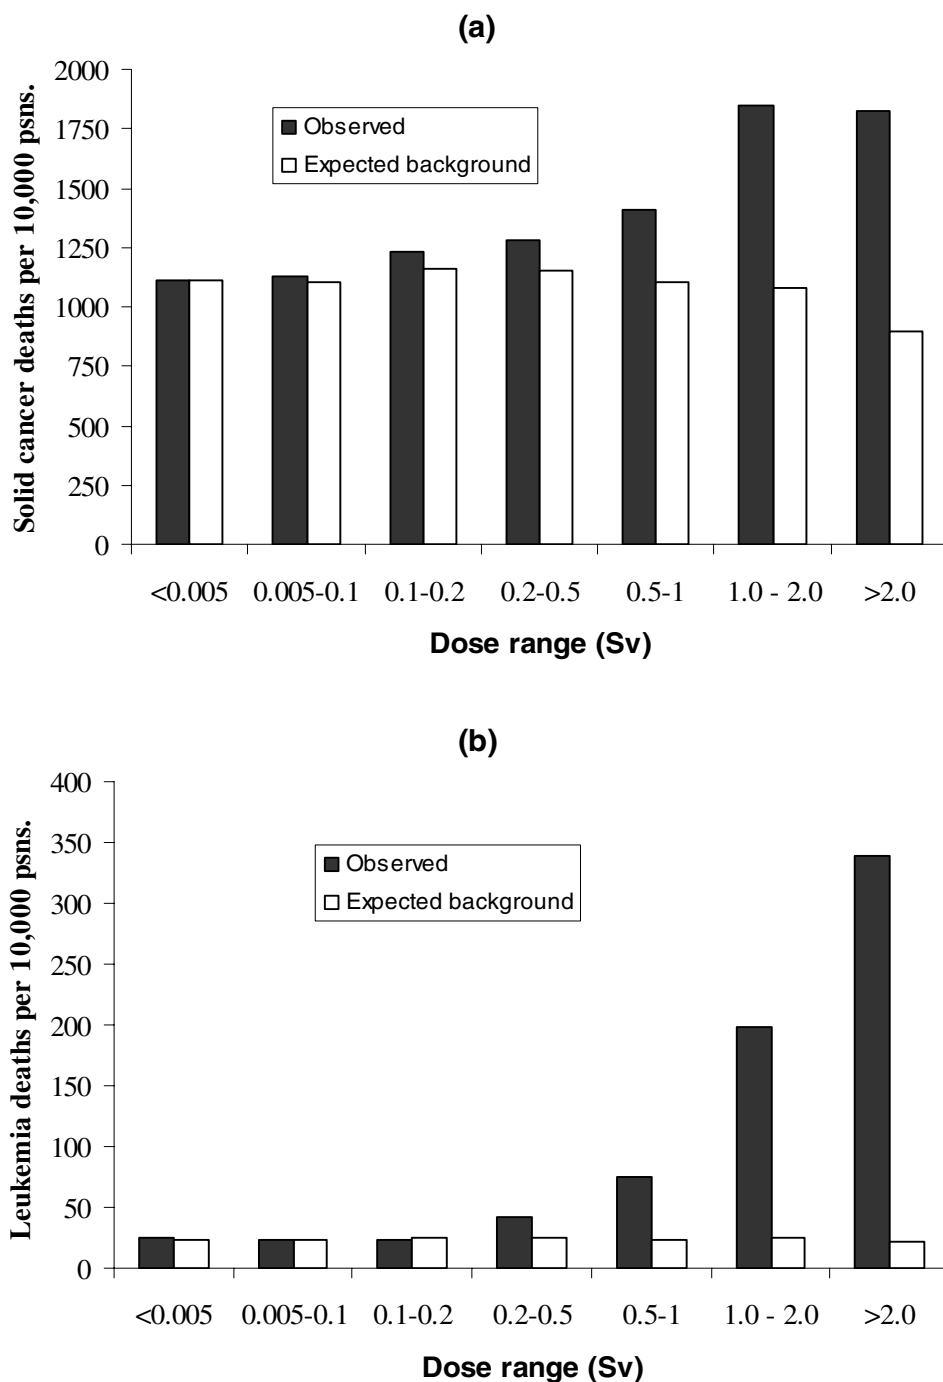 (a)
Solid cancer deaths per 10,000 psns.
2000
1750
1500
1250
1000
750
500
250
0
Observed
Expected background
<0.005 0.005-0.1 0.1-0.2 0.2-0.5 0.5-1 1.0 - 2.0 >2.0
Dose range (Sv)
(b)
Leukemia deaths per 10,000 psns.
400
350
300
250
200
150
100
50
0
Observed
Expected background
<0.005 0.005-0.1 0.1-0.2 0.2-0.5 0.5-1 1.0 - 2.0 >2.0
Dose range (Sv)